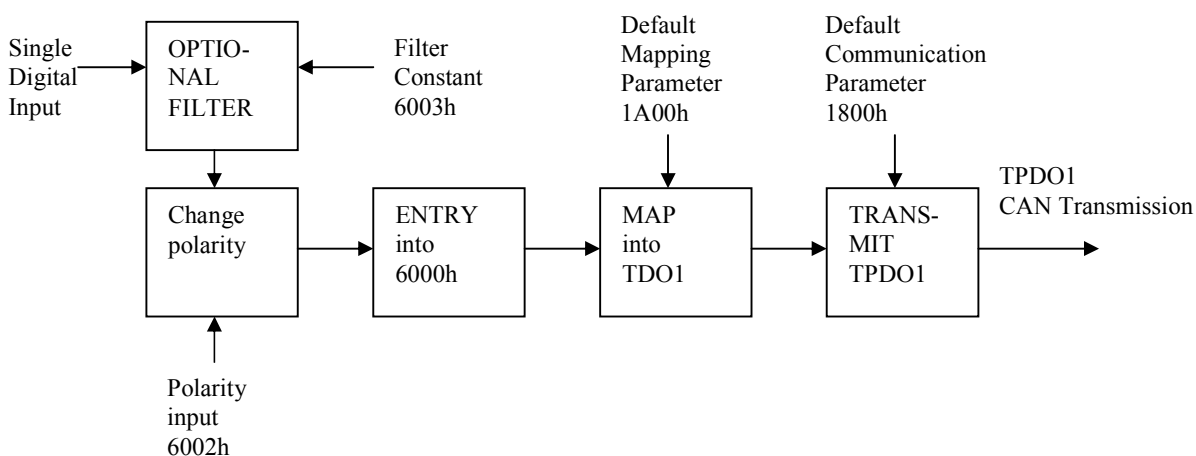 Single
Digital
Input
OPTIO-
NAL
FILTER
Filter
Constant
6003h
Default
Mapping
Parameter
1A00h
Default
Communication
Parameter
1800h
Change
polarity
ENTRY
into
6000h
MAP
into
TDO1
TRANS-
MIT
TPDO1
TPDO1
CAN Transmission
Polarity
input
6002h